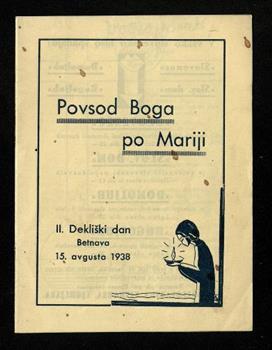 Povsod Boga
po Mariji
II. Dekliški dan
Betnava
15. avgusta 1938